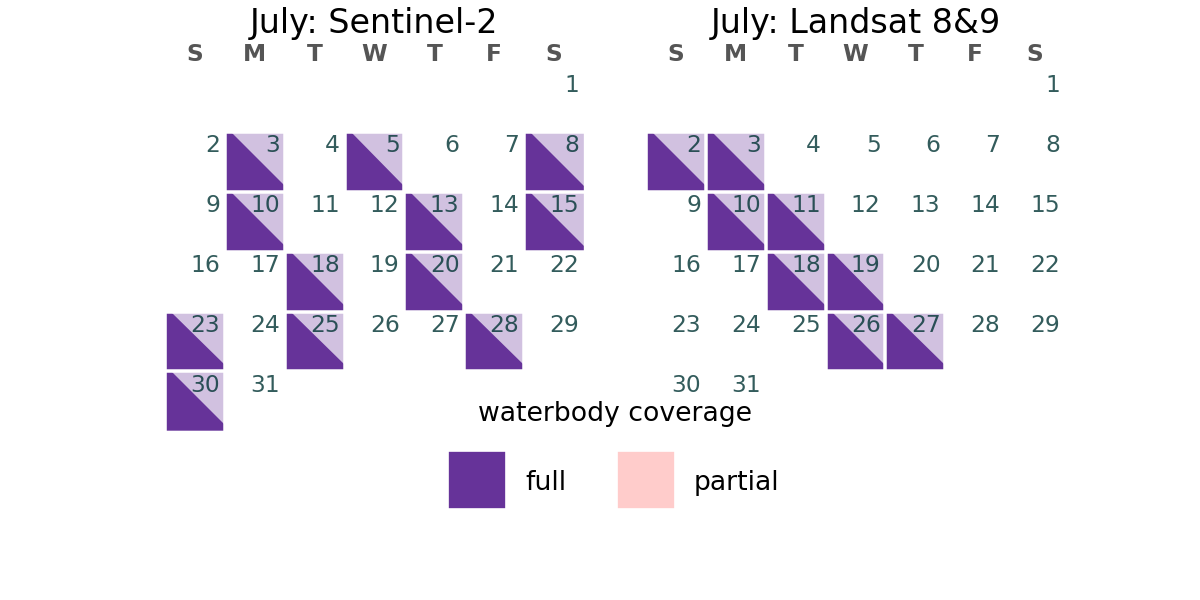 July: Sentinel-2
S M T W T F S
1
2 3 4 5 6 7 8
9 10 11 12 13 14 15
16 17 18 19 20 21 22
23 24 25 26 27 28 29
30 31
July: Landsat 8&9
S M T W T F S
1
2 3 4 5 6 7 8
9 10 11 12 13 14 15
16 17 18 19 20 21 22
23 24 25 26 27 28 29
30 31
waterbody coverage
full partial